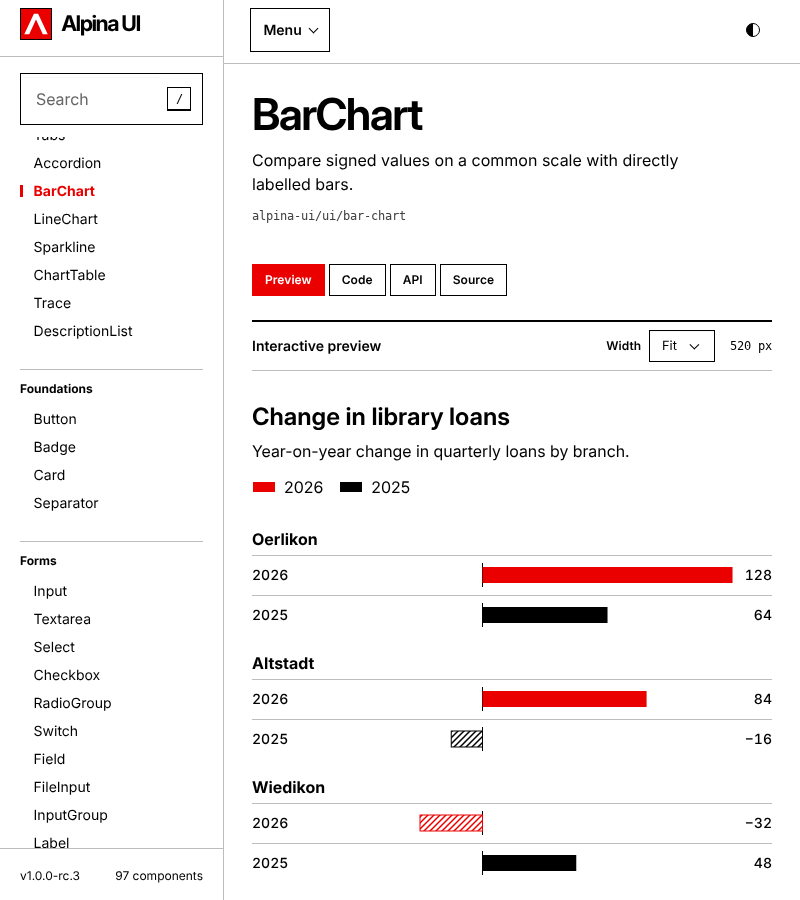 Alpina UI
Search
/
Tabs
Accordion
BarChart
LineChart
Sparkline
ChartTable
Trace
DescriptionList
Foundations
Button
Badge
Card
Separator
Forms
Input
Textarea
Select
Checkbox
RadioGroup
Switch
Field
FileInput
InputGroup
Label
v1.0.0-rc.3 97 components
Menu
BarChart
Compare signed values on a common scale with directly
labelled bars.
alpina-ui/ui/bar-chart
Preview Code API Source
Interactive preview Width Fit 520 px
Change in library loans
Year-on-year change in quarterly loans by branch.
2026 2025
Oerlikon
2026 128
2025 64
Altstadt
2026 84
2025 −16
Wiedikon
2026 −32
2025 48